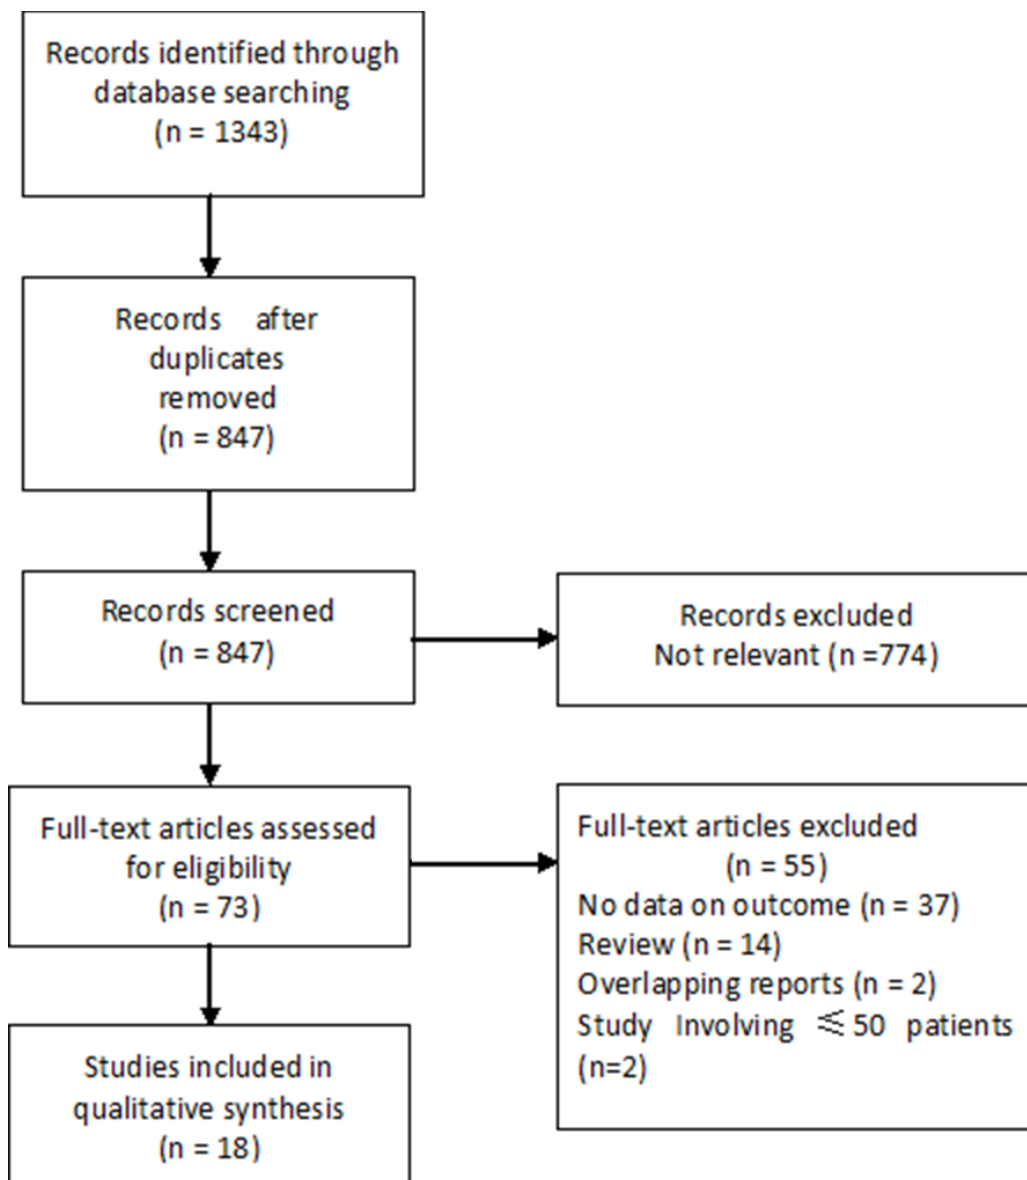 Records identified through
database searching
(n = 1343)
Records after
duplicates
removed
(n = 847)
Records screened
(n = 847)
Records excluded
Not relevant (n =774)
Full-text articles assessed
for eligibility
(n = 73)
Full-text articles excluded
(n = 55)
No data on outcome (n = 37)
Review (n = 14)
Overlapping reports (n = 2)
Study Involving ≤ 50 patients
(n=2)
Studies included in
qualitative synthesis
(n = 18)